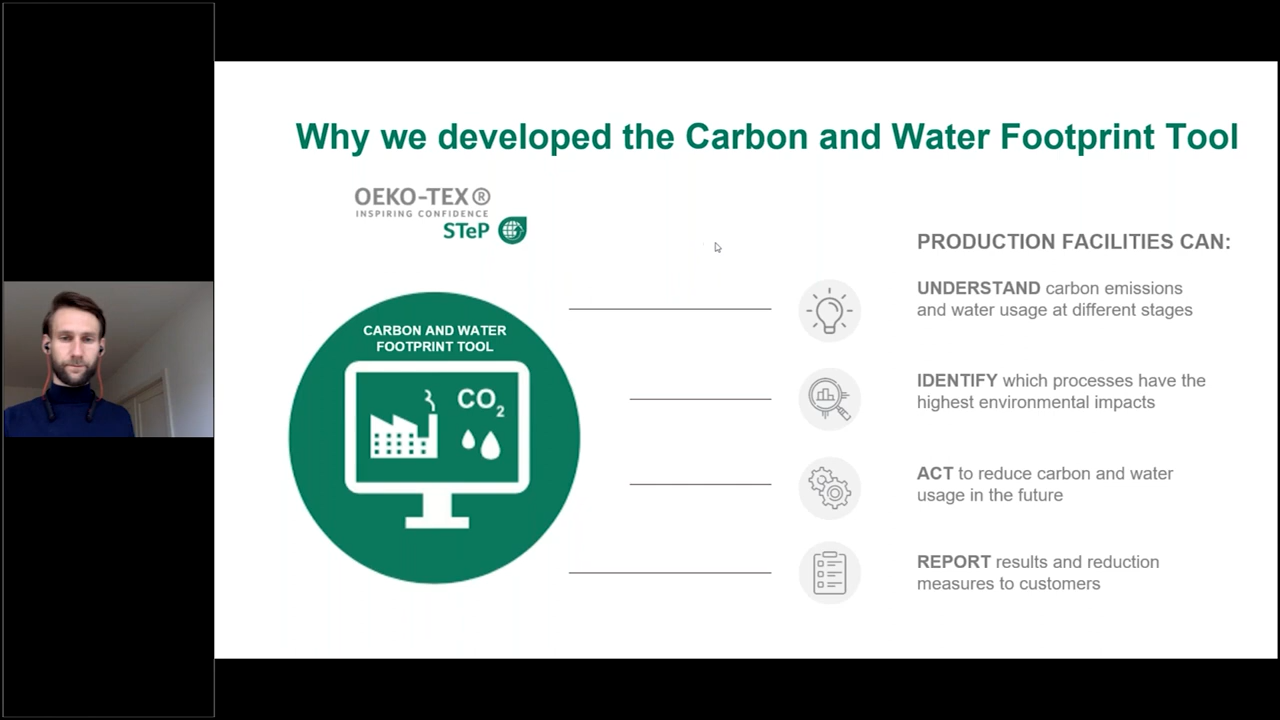 Why we developed the Carbon and Water Footprint Tool
OEKO-TEX®
INSPIRING CONFIDENCE
STeP
CARBON AND WATER
FOOTPRINT TOOL
CO2
PRODUCTION FACILITIES CAN:
UNDERSTAND carbon emissions
and water usage at different stages
IDENTIFY which processes have the
highest environmental impacts
ACT to reduce carbon and water
usage in the future
REPORT results and reduction
measures to customers